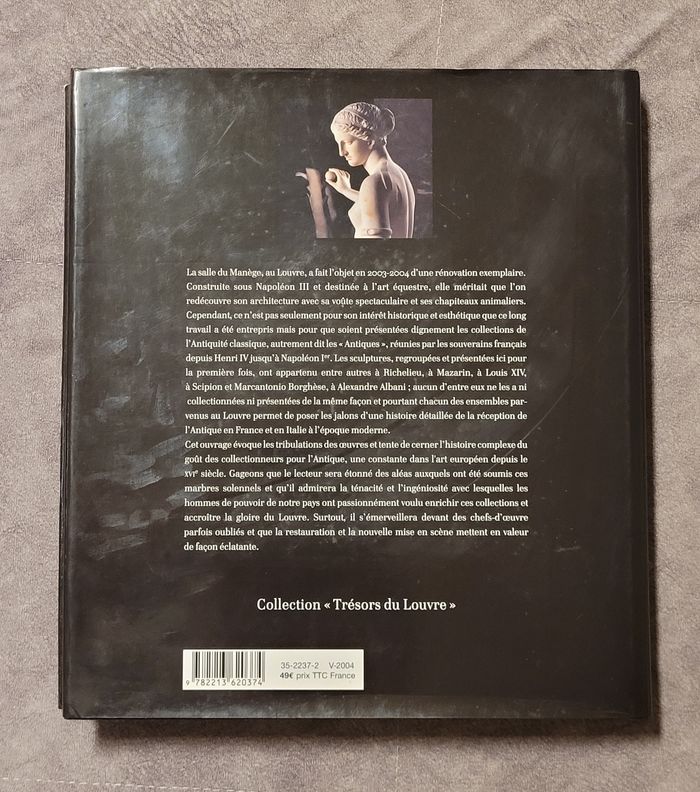 La salle du Manège, au Louvre, a fait l'objet en 2003-2004 d'une rénovation exemplaire.
Construite sous Napoléon III et destinée à l'art équestre, elle méritait que l'on
redécouvre son architecture avec sa voûte spectaculaire et ses chapiteaux animaliers.
Cependant, ce n'est pas seulement pour son intérêt historique et esthétique que ce long
travail a été entrepris mais pour que soient présentées dignement les collections de
l'Antiquité classique, autrement dit les « Antiques », réunies par les souverains français
depuis Henri IV jusqu'à Napoléon Ier. Les sculptures, regroupées et présentées ici pour
la première fois, ont appartenu entre autres à Richelieu, à Mazarin, à Louis XIV,
à Scipion et Marcantonio Borghèse, à Alexandre Albani ; aucun d'entre eux ne les a ni
collectionnées ni présentées de la même façon et pourtant chacun des ensembles par-
venus au Louvre permet de poser les jalons d'une histoire détaillée de la réception de
l'Antique en France et en Italie à l'époque moderne.
Cet ouvrage évoque les tribulations des œuvres et tente de cerner l'histoire complexe du
goût des collectionneurs pour l'Antique, une constante dans l'art européen depuis le
XVIe siècle. Gageons que le lecteur sera étonné des aléas auxquels ont été soumis ces
marbres solennels et qu'il admirera la ténacité et l'ingéniosité avec lesquelles les
hommes de pouvoir de notre pays ont passionnément voulu enrichir ces collections et
accroître la gloire du Louvre. Surtout, il s'émerveillera devant des chefs-d'œuvre
parfois oubliés et que la restauration et la nouvelle mise en scène mettent en valeur
de façon éclatante.
Collection « Trésors du Louvre »
35-2237-2 V-2004
49€ prix TTC France
9 782213 620374